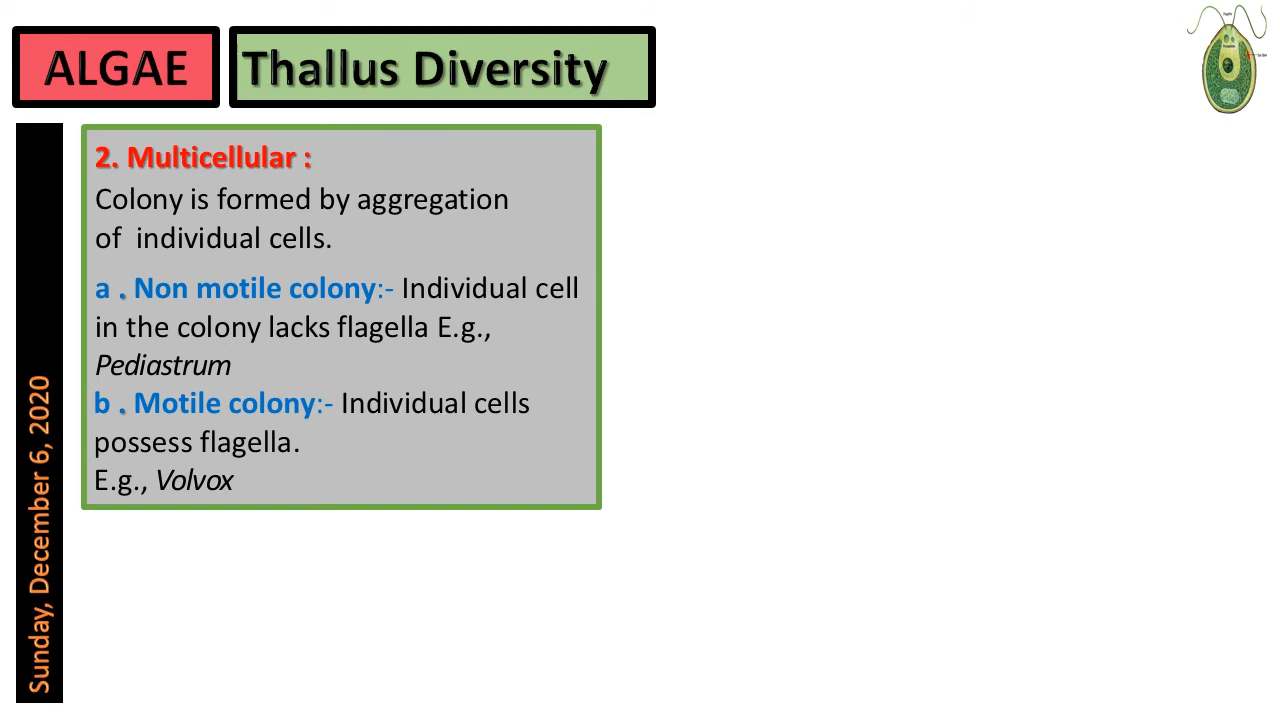 ALGAE
Thallus Diversity
2. Multicellular :
Colony is formed by aggregation
of individual cells.
a . Non motile colony:- Individual cell
in the colony lacks flagella E.g.,
Pediastrum
b . Motile colony:- Individual cells
possess flagella.
E.g., Volvox
Sunday, December 6, 2020